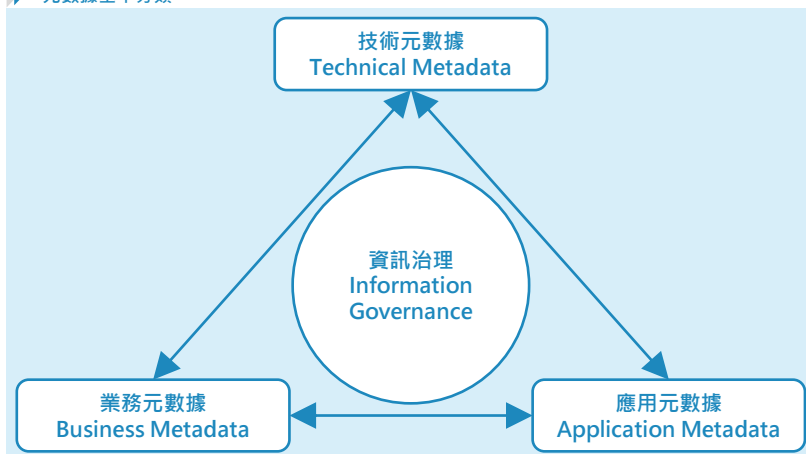 技術元數據
Technical Metadata
資訊治理
Information
Governance
業務元數據
Business Metadata
應用元數據
Application Metadata